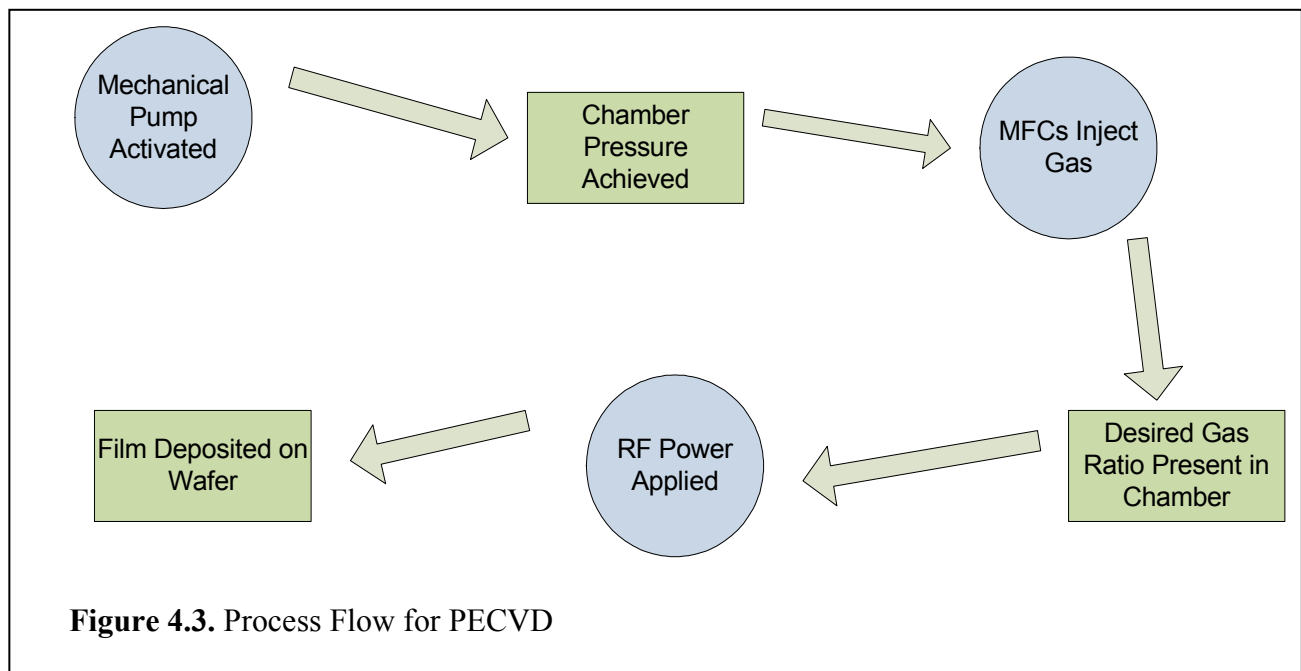 Mechanical
Pump
Activated
Chamber
Pressure
Achieved
MFCs Inject
Gas
Desired Gas
Ratio Present in
Chamber
RF Power
Applied
Film Deposited on
Wafer
Figure 4.3. Process Flow for PECVD